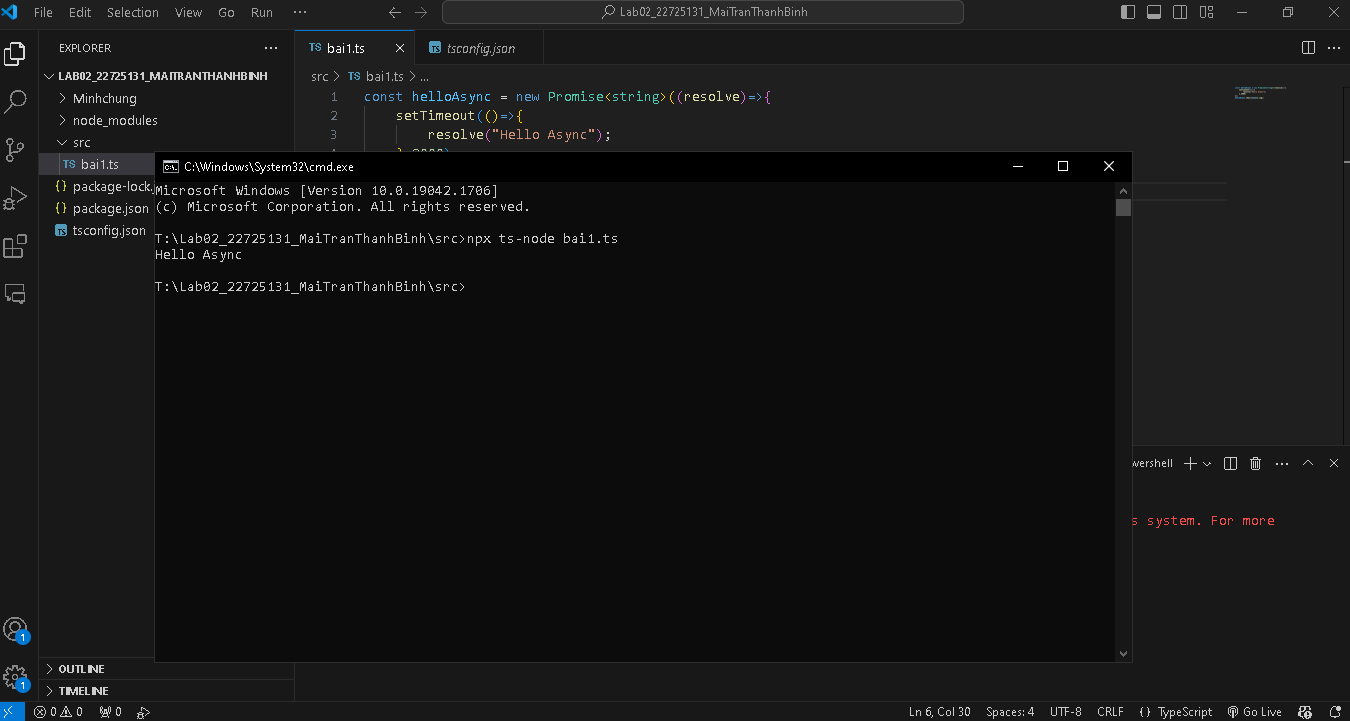 File Edit Selection View Go Run ··· Lab02_22725131_MaiTranThanhBinh
EXPLORER ···
LAB02_22725131_MAITRANTHANHBINH
Minhchung
node_modules
src
TS bai1.ts
{} package-lock.
{} package.json
TS tsconfig.json
OUTLINE
TIMELINE
1
1
TS bai1.ts
TS tsconfig.json
src > TS bai1.ts > ...
1 const helloAsync = new Promise<string>((resolve)=>{
2 setTimeout(()=>{
3 resolve("Hello Async");
C:\Windows\System32\cmd.exe
Microsoft Windows [Version 10.0.19042.1706]
(c) Microsoft Corporation. All rights reserved.
T:\Lab02_22725131_MaiTranThanhBinh\src>npx ts-node bai1.ts
Hello Async
T:\Lab02_22725131_MaiTranThanhBinh\src>
wershell
s system. For more
0 0 0 Ln 6, Col 30 Spaces: 4 UTF-8 CRLF {} TypeScript Go Live